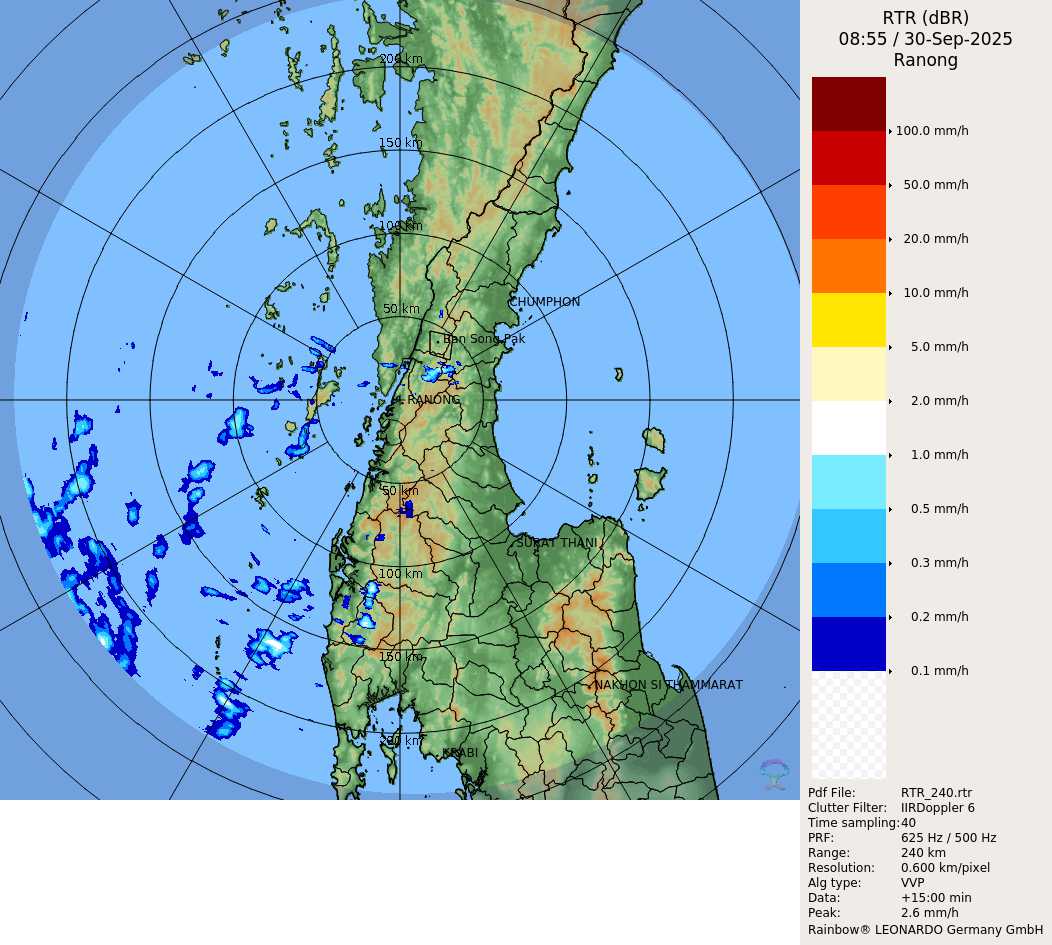 RTR (dBR)
08:55 / 30-Sep-2025
Ranong
200 km
150 km
100 km
50 km
CHUMPHON
Ban Song Pak
RANONG
50 km
SURAT THANI
100 km
150 km
NAKHON SI THAMMARAT
200 km
KRABI
100.0 mm/h
50.0 mm/h
20.0 mm/h
10.0 mm/h
5.0 mm/h
2.0 mm/h
1.0 mm/h
0.5 mm/h
0.3 mm/h
0.2 mm/h
0.1 mm/h
Pdf File: RTR_240.rtr
Clutter Filter: IIRDoppler 6
Time sampling:40
PRF: 625 Hz / 500 Hz
Range: 240 km
Resolution: 0.600 km/pixel
Alg type: VVP
Data: +15:00 min
Peak: 2.6 mm/h
Rainbow® LEONARDO Germany GmbH